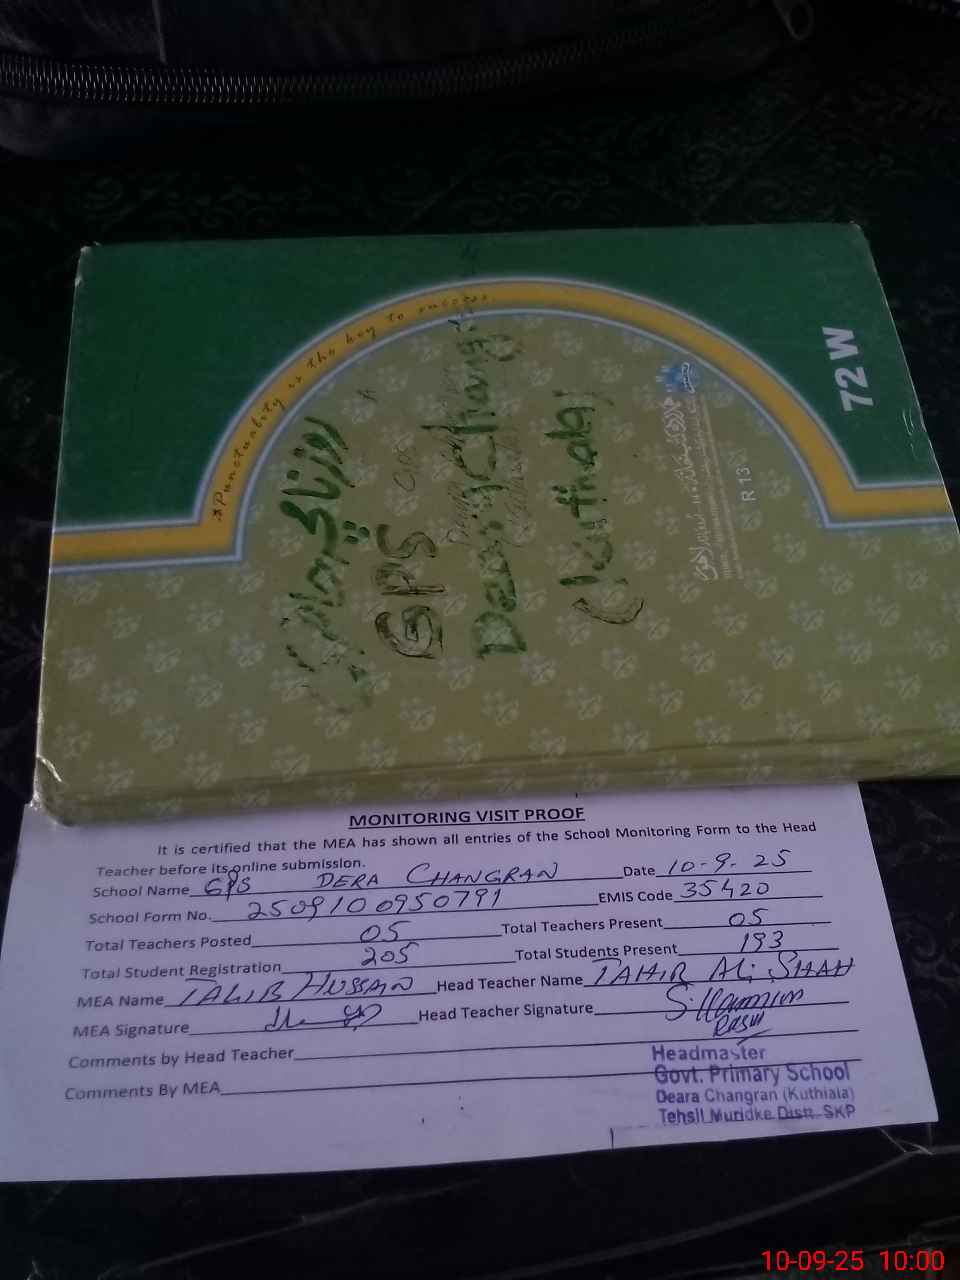 *Punctuality is the key to success
72 W
GPS
Deara Changran
(Kuthiala)
R 13
MONITORING VISIT PROOF
It is certified that the MEA has shown all entries of the School Monitoring Form to the Head
Teacher before its online submission.
School Name GPS DERA CHANGRAN Date 10-9-25
School Form No. 2509100950791 EMIS Code 35420
Total Teachers Posted 05 Total Teachers Present 05
Total Student Registration 205 Total Students Present 193
MEA Name TALIB HUSSAIN Head Teacher Name TAHIR ALi SHAH
MEA Signature Head Teacher Signature
Comments by Head Teacher
Comments By MEA
Headmaster
Govt. Primary School
Deara Changran (Kuthiala)
Tehsil Muridke Distt. SKP
10-09-25 10:00